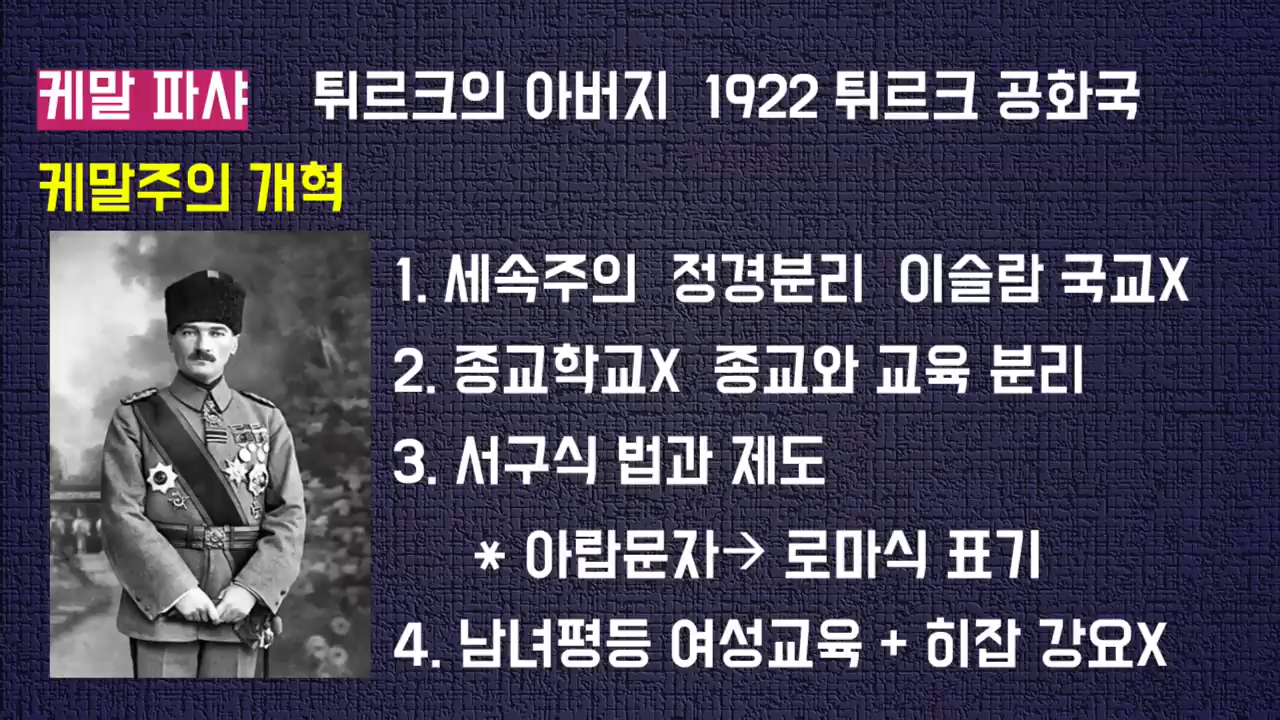 케말 파샤 튀르크의 아버지 1922 튀르크 공화국
케말주의 개혁
1. 세속주의 정경분리 이슬람 국교X
2. 종교학교X 종교와 교육 분리
3. 서구식 법과 제도
* 아랍문자→ 로마식 표기
4. 남녀평등 여성교육 + 히잡 강요X